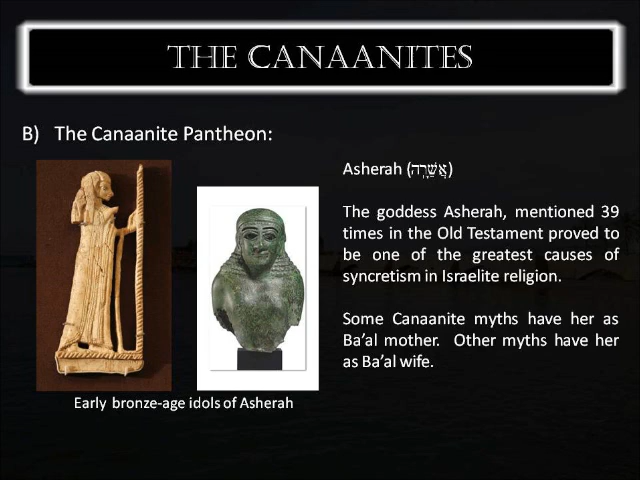 THE CANAANITES
B) The Canaanite Pantheon:
Asherah (אֲשֵׁרָה)
The goddess Asherah, mentioned 39
times in the Old Testament proved to
be one of the greatest causes of
syncretism in Israelite religion.
Some Canaanite myths have her as
Ba’al mother. Other myths have her
as Ba’al wife.
Early bronze-age idols of Asherah